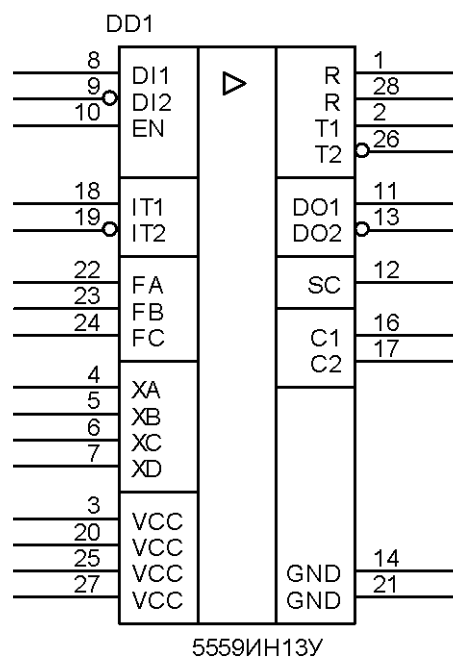 DD1
8 DI1 R 1
9 DI2 R 28
10 EN T1 2
T2 26
18 IT1 DO1 11
19 IT2 DO2 13
22 FA SC 12
23 FB
24 FC C1 16
C2 17
4 XA
5 XB
6 XC
7 XD
3 VCC
20 VCC
25 VCC GND 14
27 VCC GND 21
5559ИН13У